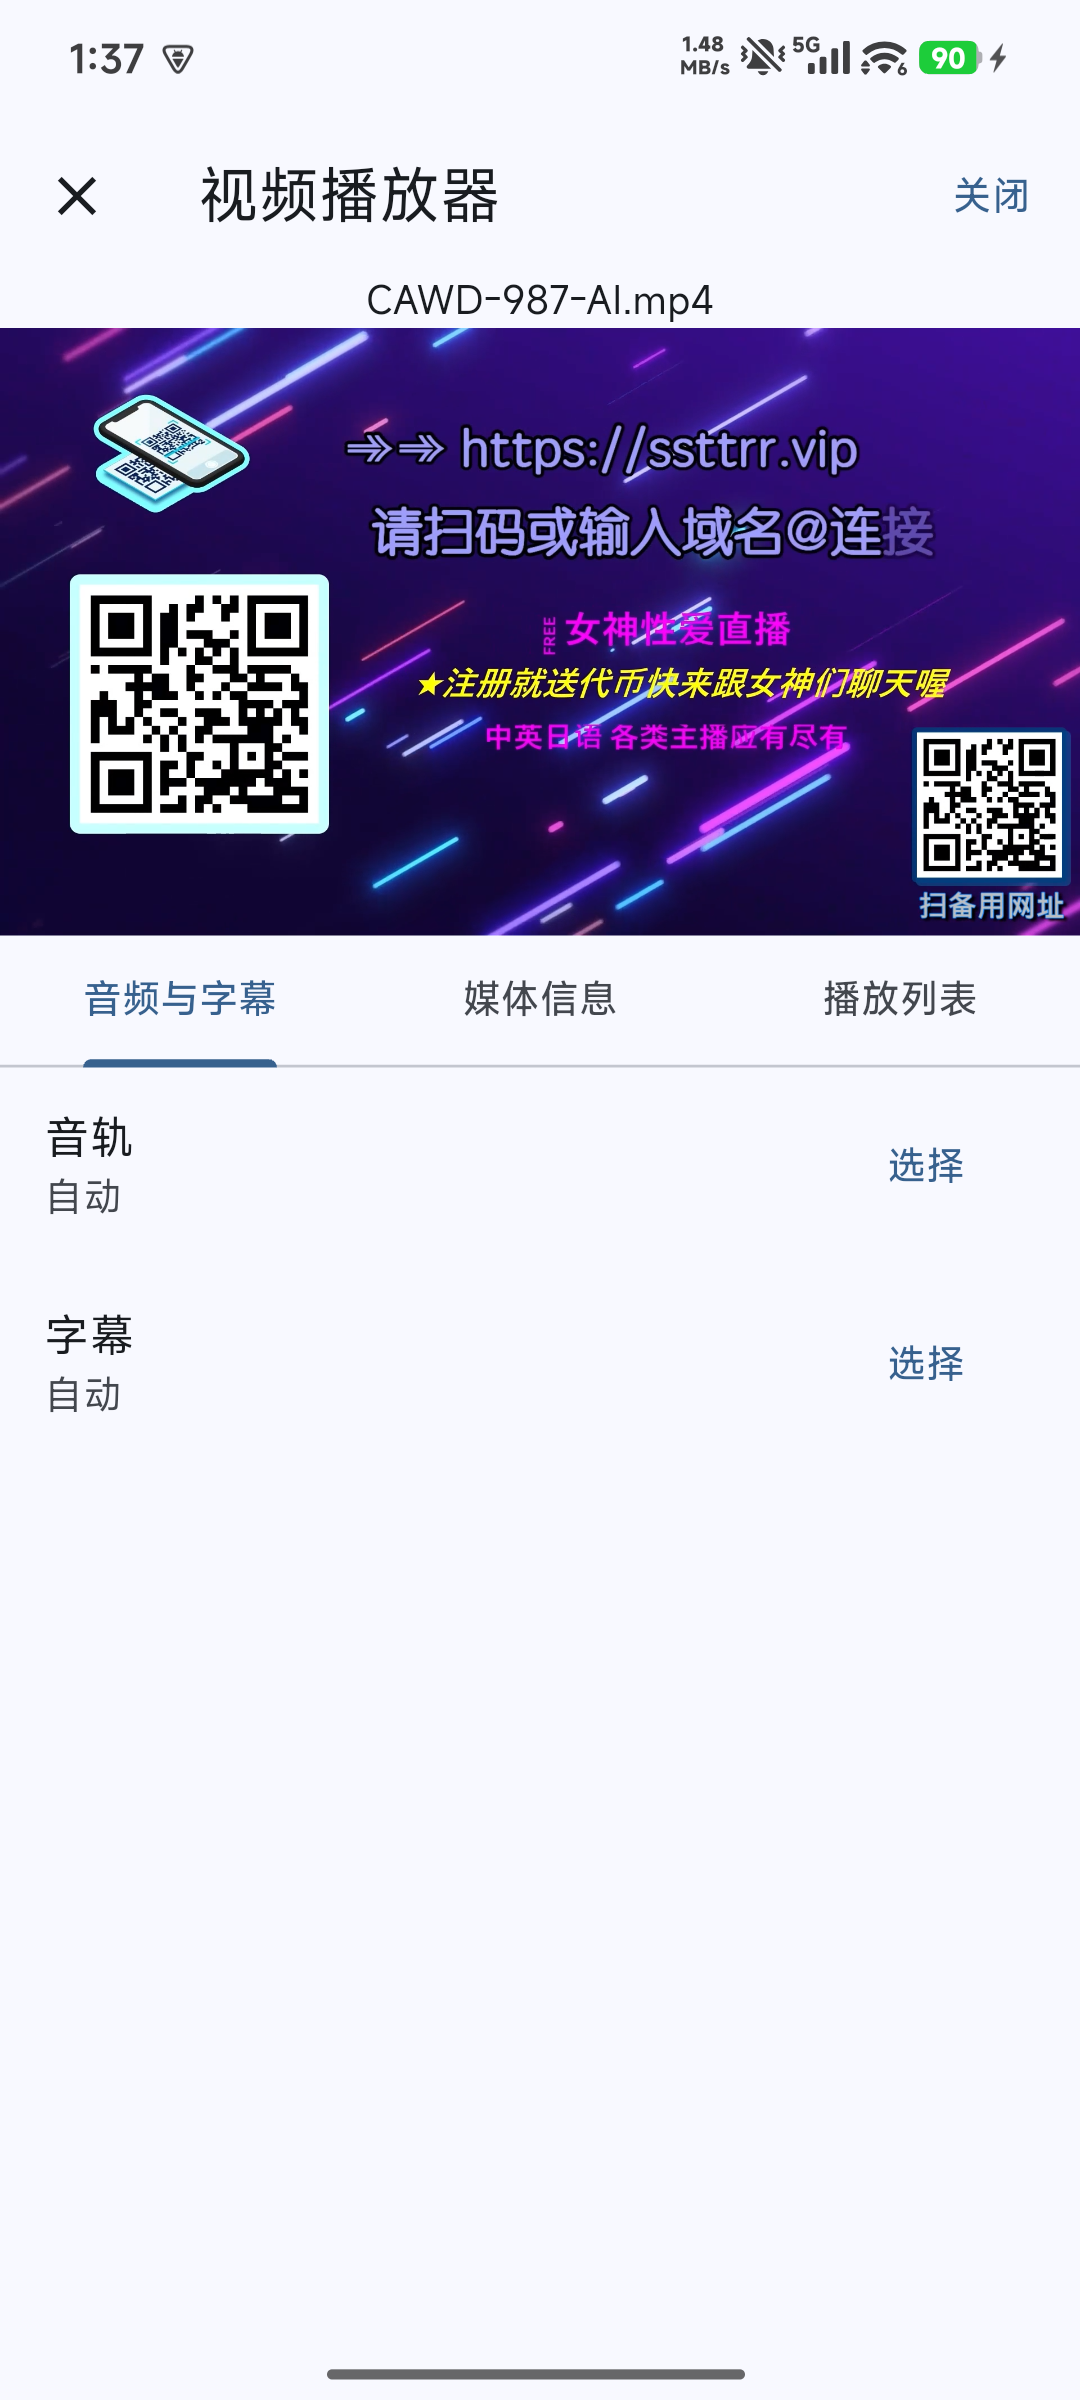 1:37
1.48
MB/s
5G
6
90
视频播放器
关闭
CAWD-987-AI.mp4
https://ssttrr.vip
请扫码或输入域名@连接
FREE
女神性爱直播
★注册就送代币快来跟女神们聊天喔
中英日语 各类主播应有尽有
扫备用网址
音频与字幕
媒体信息
播放列表
音轨
自动
选择
字幕
自动
选择